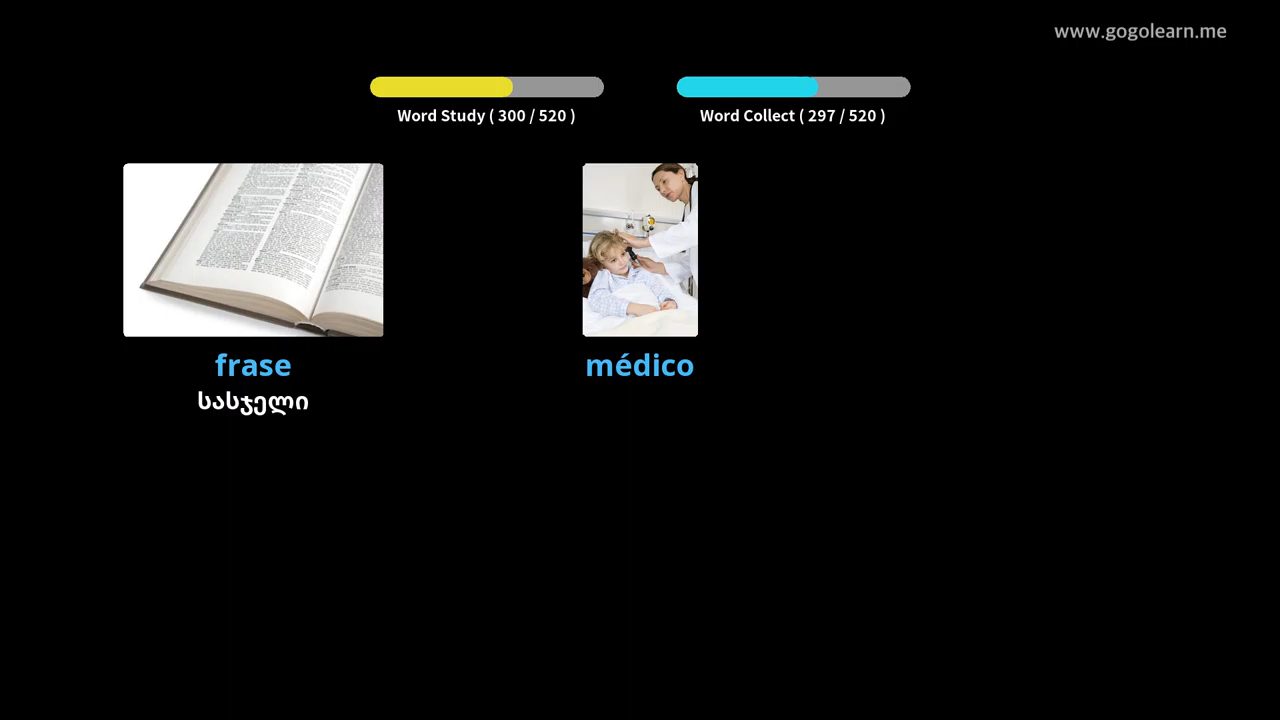 www.gogolearn.me
Word Study ( 300 / 520 )
Word Collect ( 297 / 520 )
frase
სასჯელი
médico